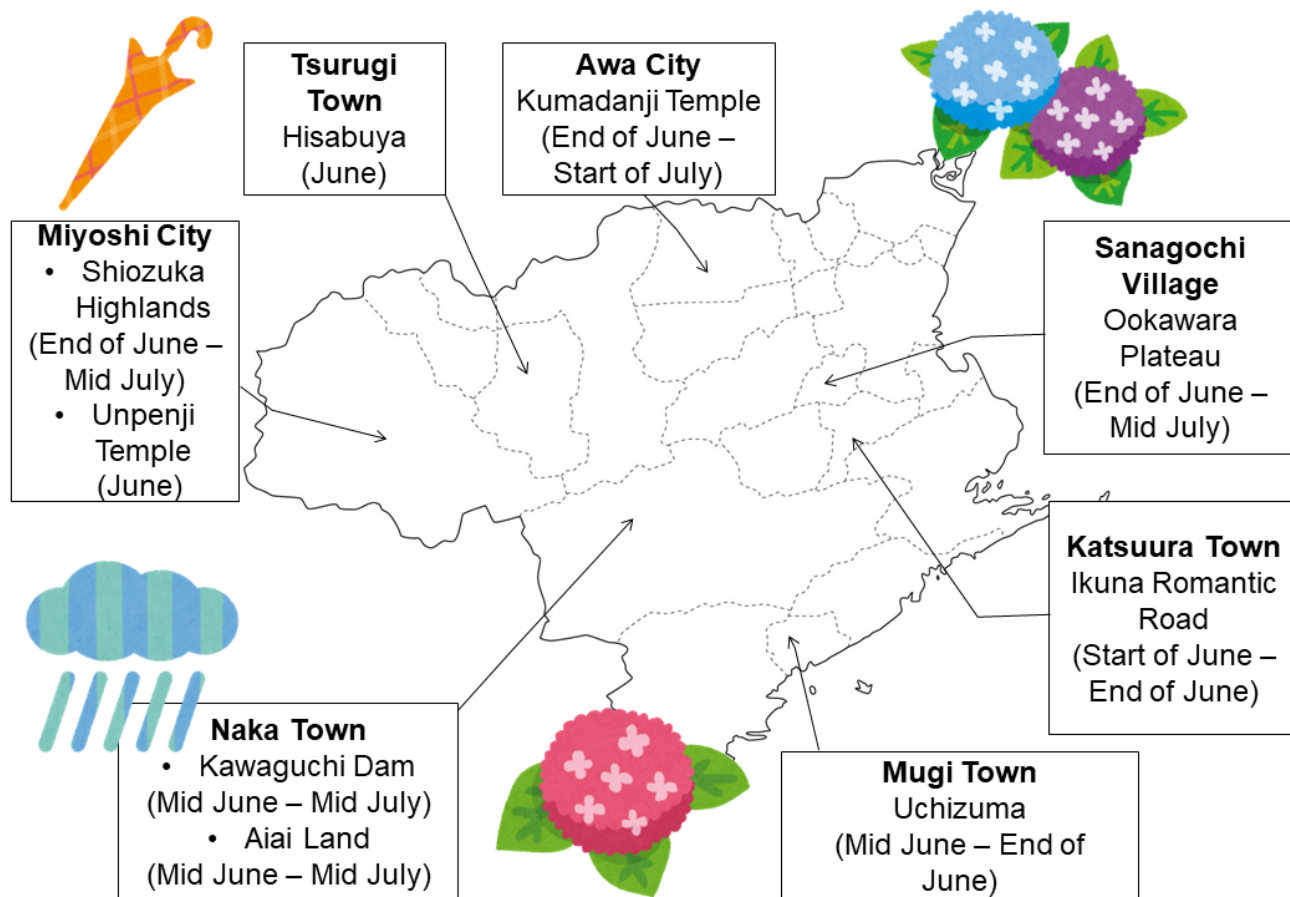 Tsurugi
Town
Hisabuya
(June)
Awa City
Kumadanji Temple
(End of June –
Start of July)
Miyoshi City
• Shiozuka
Highlands
(End of June –
Mid July)
• Unpenji
Temple
(June)
Sanagochi
Village
Ookawara
Plateau
(End of June –
Mid July)
Katsuura Town
Ikuna Romantic
Road
(Start of June –
End of June)
Naka Town
• Kawaguchi Dam
(Mid June – Mid July)
• Aiai Land
(Mid June – Mid July)
Mugi Town
Uchizuma
(Mid June – End of
June)